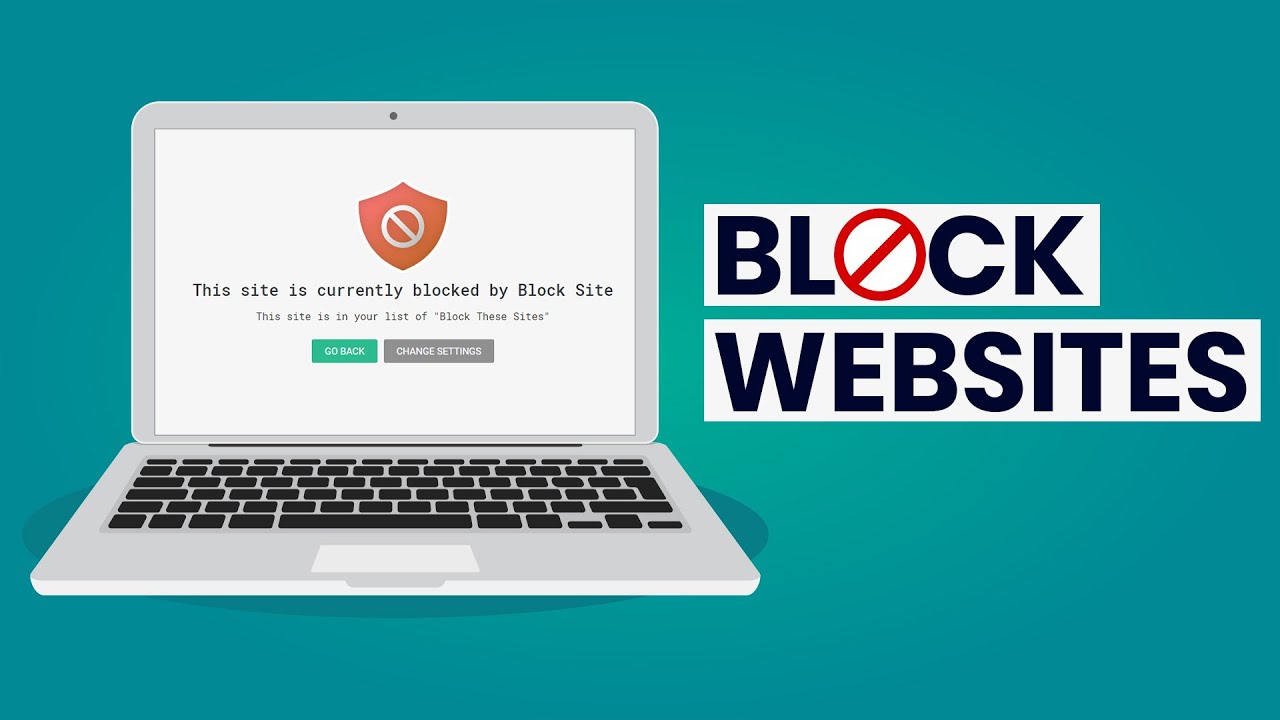 This site is currently blocked by Block Site
This site is in your list of "Block These Sites"
GO BACK CHANGE SETTINGS
BLOCK
WEBSITES